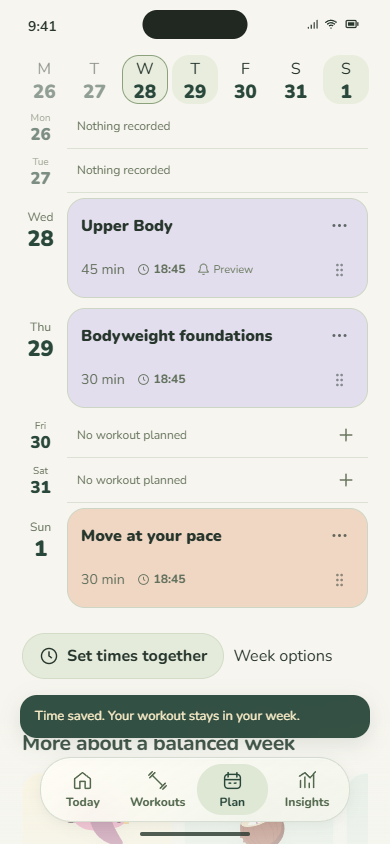 9:41
M T W T F S S
26 27 28 29 30 31 1
Mon
26
Nothing recorded
Tue
27
Nothing recorded
Wed
28
Upper Body
45 min 18:45 Preview
Thu
29
Bodyweight foundations
30 min 18:45
Fri
30
No workout planned
Sat
31
No workout planned
Sun
1
Move at your pace
30 min 18:45
Set times together Week options
Time saved. Your workout stays in your week.
More about a balanced week
Today Workouts Plan Insights